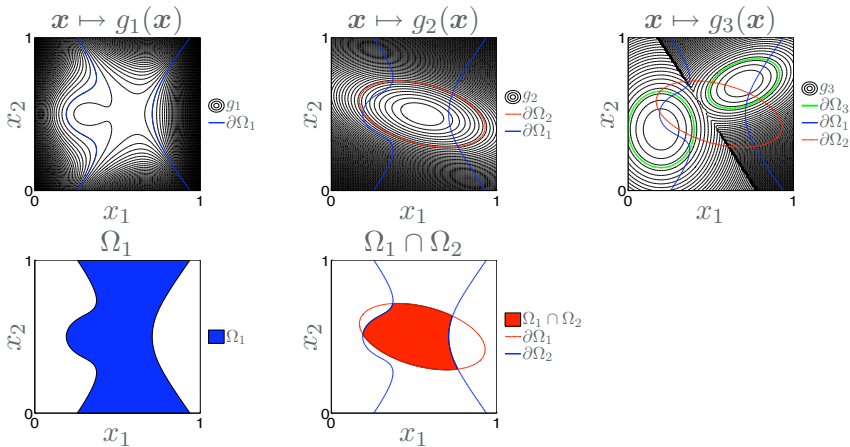 x ↦ g₁(x)
1
x₂
0
0
1
x₁
g₁
∂Ω₁
x ↦ g₂(x)
1
x₂
0
0
1
x₁
g₂
∂Ω₂
∂Ω₁
x ↦ g₃(x)
1
x₂
0
0
1
x₁
g₃
∂Ω₃
∂Ω₁
∂Ω₂
Ω₁
1
x₂
0
0
1
x₁
Ω₁
Ω₁ ∩ Ω₂
1
x₂
0
0
1
x₁
Ω₁ ∩ Ω₂
∂Ω₁
∂Ω₂